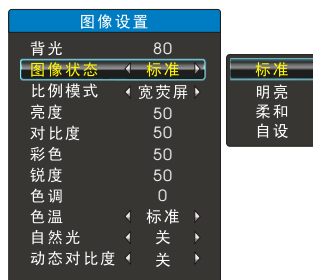 图像设置
背光 80
图像状态 标准
比例模式 宽荧屏
亮度 50
对比度 50
彩色 50
锐度 50
色调 0
色温 标准
自然光 关
动态对比度 关
标准
明亮
柔和
自设